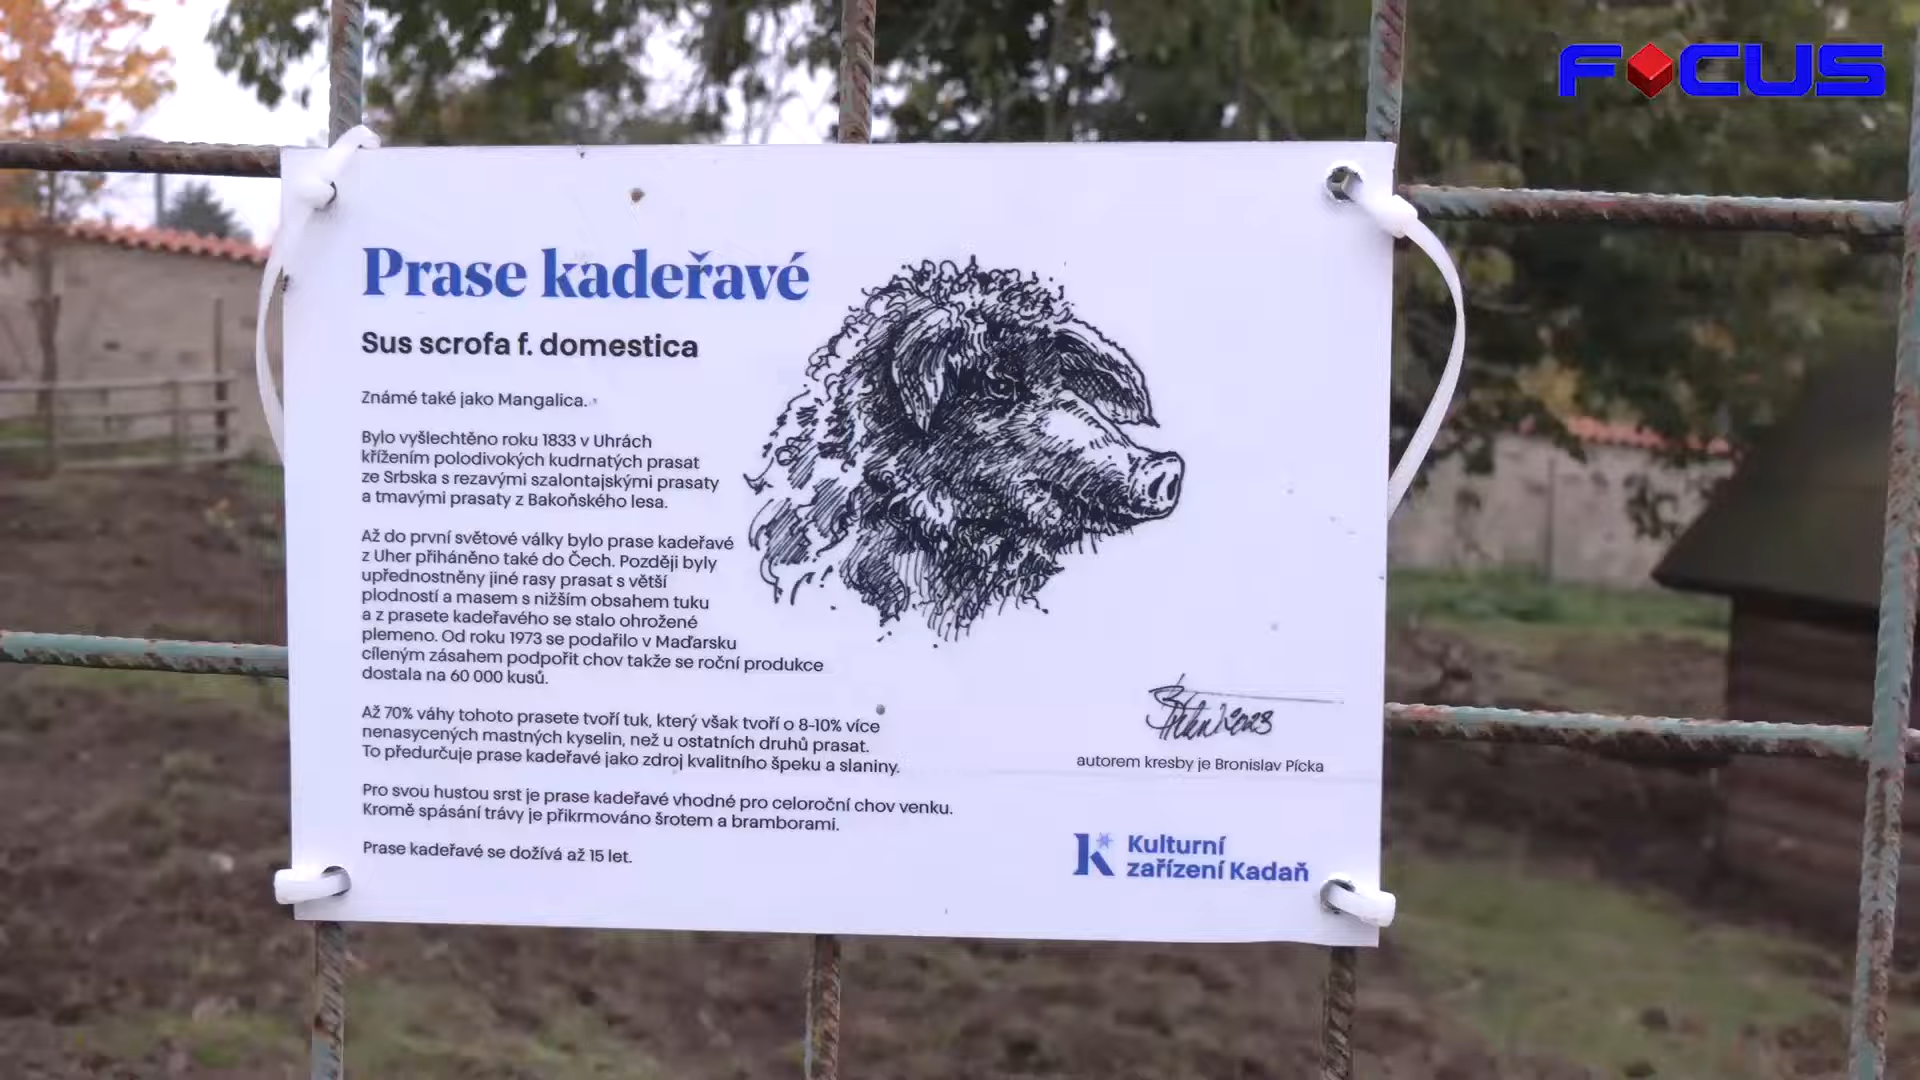 FOCUS
Prase kadeřavé
Sus scrofa f. domestica
Známé také jako Mangalica.
Bylo vyšlechtěno roku 1833 v Uhrách
křížením polodivokých kudrnatých prasat
ze Srbska s rezavými szalontajskými prasaty
a tmavými prasaty z Bakoňského lesa.
Až do první světové války bylo prase kadeřavé
z Uher přiháněno také do Čech. Později byly
upřednostněny jiné rasy prasat s větší
plodností a masem s nižším obsahem tuku
a z prasete kadeřavého se stalo ohrožené
plemeno. Od roku 1973 se podařilo v Maďarsku
cíleným zásahem podpořit chov takže se roční produkce
dostala na 60 000 kusů.
Až 70% váhy tohoto prasete tvoří tuk, který však tvoří o 8-10% více
nenasycených mastných kyselin, než u ostatních druhů prasat.
To předurčuje prase kadeřavé jako zdroj kvalitního špeku a slaniny.
Pro svou hustou srst je prase kadeřavé vhodné pro celoroční chov venku.
Kromě spásání trávy je přikrmováno šrotem a bramborami.
Prase kadeřavé se dožívá až 15 let.
2023
autorem kresby je Bronislav Pícka
k Kulturní
zařízení Kadaň